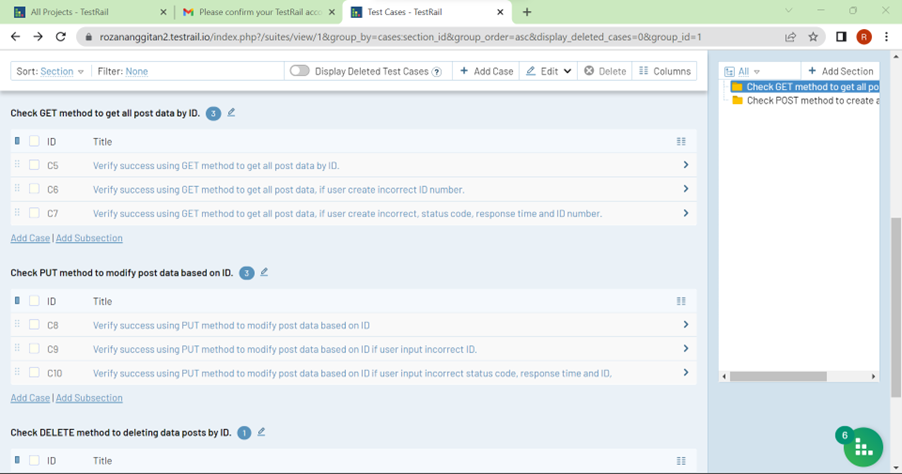 All Projects - TestRail
Please confirm your TestRail acc
Test Cases - TestRail
rozananggitan2.testrail.io/index.php?/suites/view/1&group_by=cases:section_id&group_order=asc&display_deleted_cases=0&group_id=1
R
Sort: Section
Filter: None
Display Deleted Test Cases ?
+ Add Case
Edit
Delete
Columns
All
+ Add Section
Check GET method to get all po
Check POST method to create a
Check GET method to get all post data by ID. 3
ID Title
C5 Verify success using GET method to get all post data by ID.
C6 Verify success using GET method to get all post data, if user create incorrect ID number.
C7 Verify success using GET method to get all post data, if user create incorrect, status code, response time and ID number.
Add Case | Add Subsection
Check PUT method to modify post data based on ID. 3
ID Title
C8 Verify success using PUT method to modify post data based on ID
C9 Verify success using PUT method to modify post data based on ID if user input incorrect ID.
C10 Verify success using PUT method to modify post data based on ID if user input incorrect status code, response time and ID,
Add Case | Add Subsection
Check DELETE method to deleting data posts by ID. 1
ID Title
6